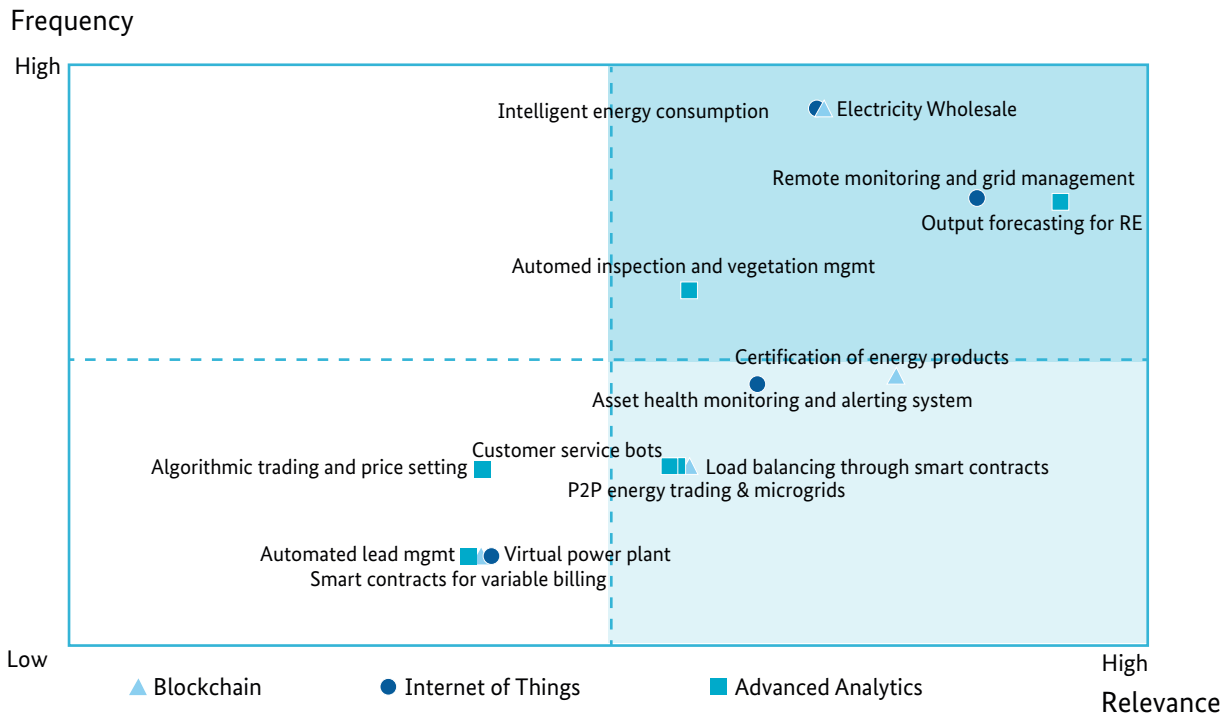 Frequency
High
Intelligent energy consumption
Electricity Wholesale
Remote monitoring and grid management
Output forecasting for RE
Automed inspection and vegetation mgmt
Certification of energy products
Asset health monitoring and alerting system
Customer service bots
Algorithmic trading and price setting
Load balancing through smart contracts
P2P energy trading & microgrids
Automated lead mgmt
Virtual power plant
Smart contracts for variable billing
Low
High
Blockchain
Internet of Things
Advanced Analytics
Relevance